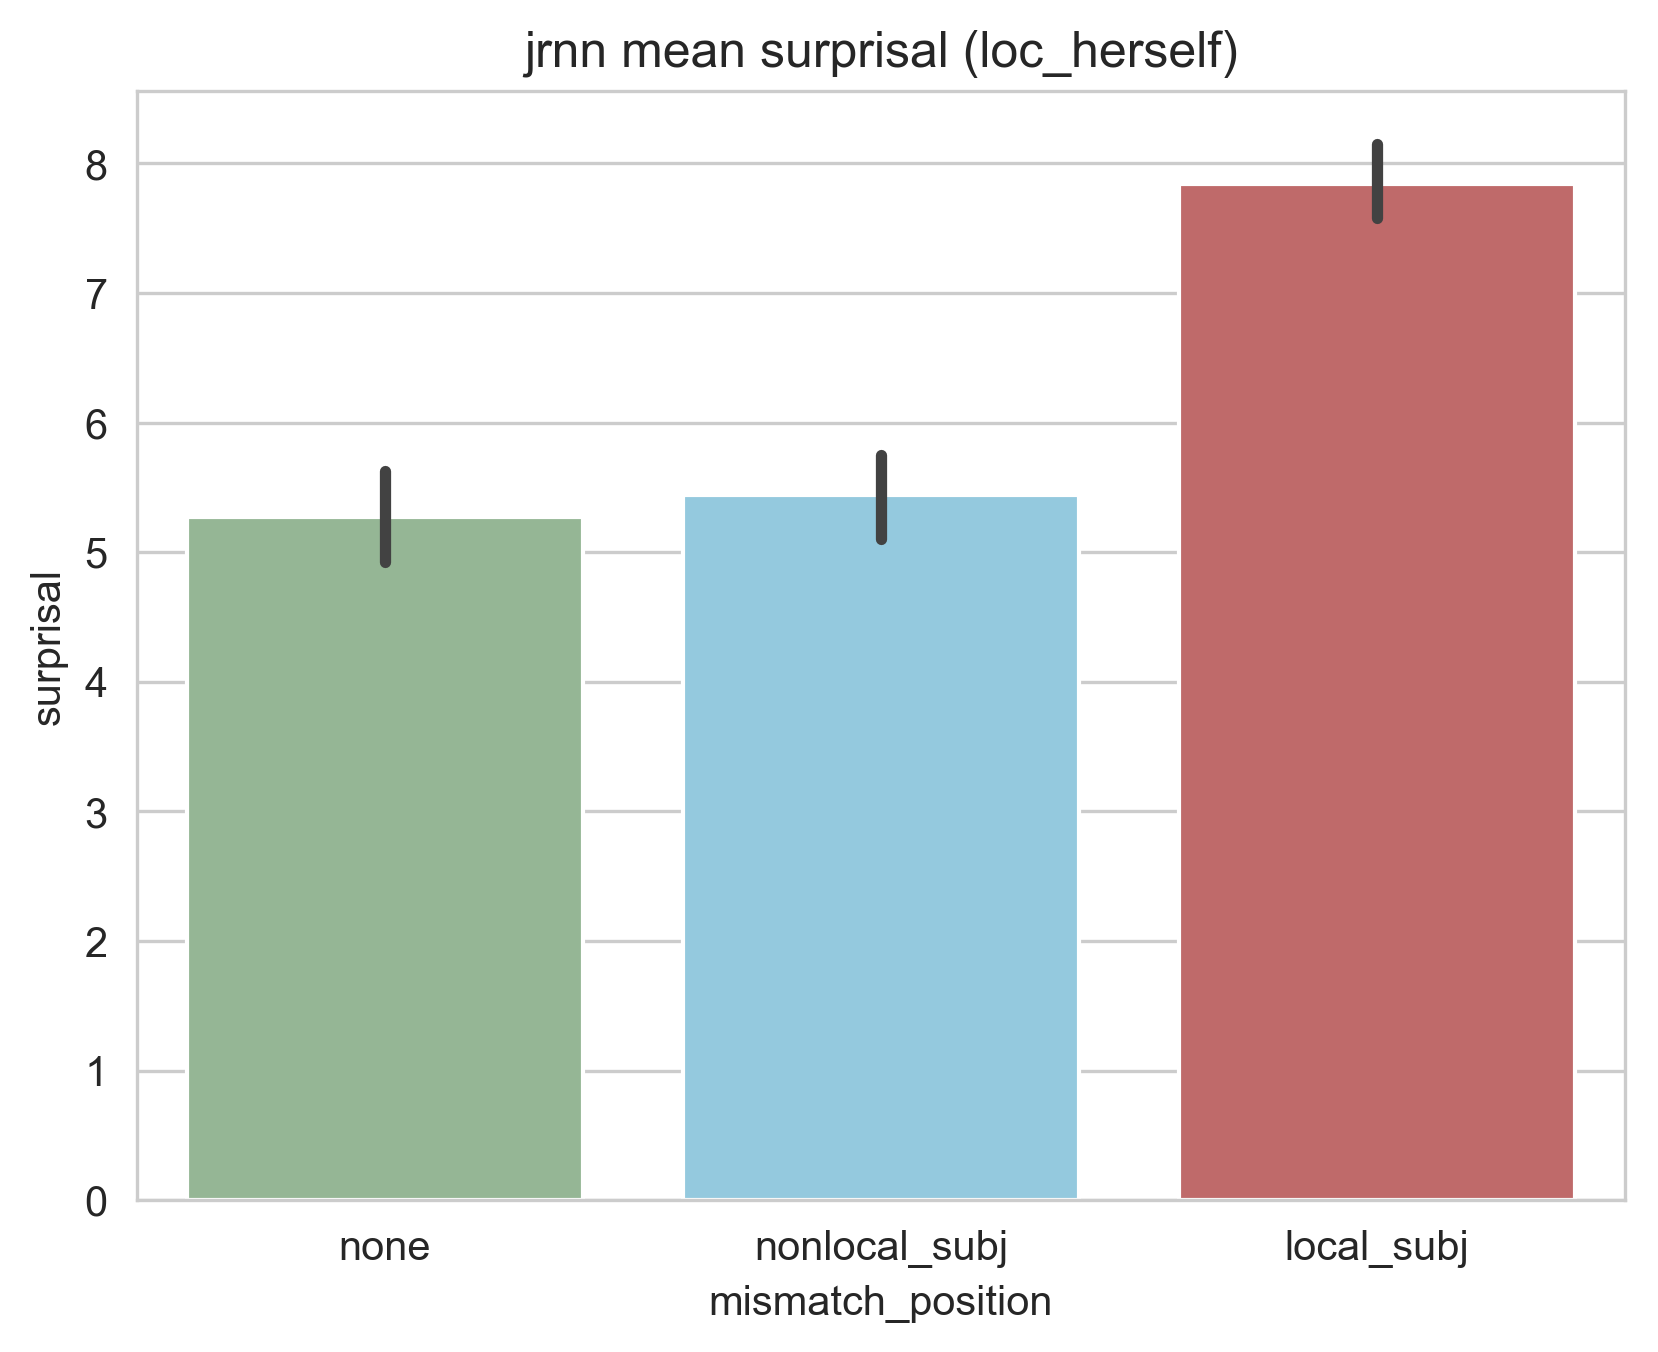 jrnn mean surprisal (loc_herself)
8
7
6
5
4
3
2
1
0
surprisal
none nonlocal_subj local_subj
mismatch_position